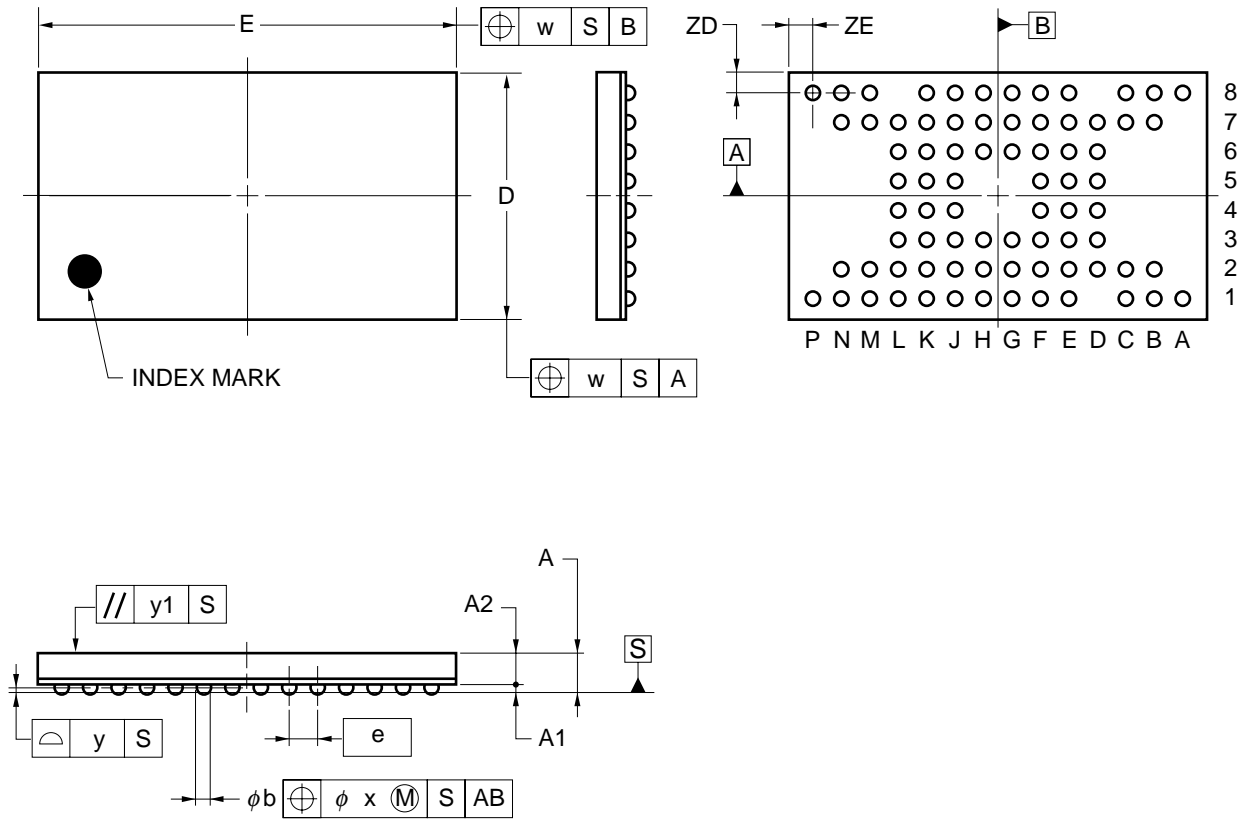 E
w S B
D
INDEX MARK
w S A
ZD
ZE
B
A
8
7
6
5
4
3
2
1
P N M L K J H G F E D C B A
// y1 S
A2
A
S
y S
e
A1
φb φ x M S AB